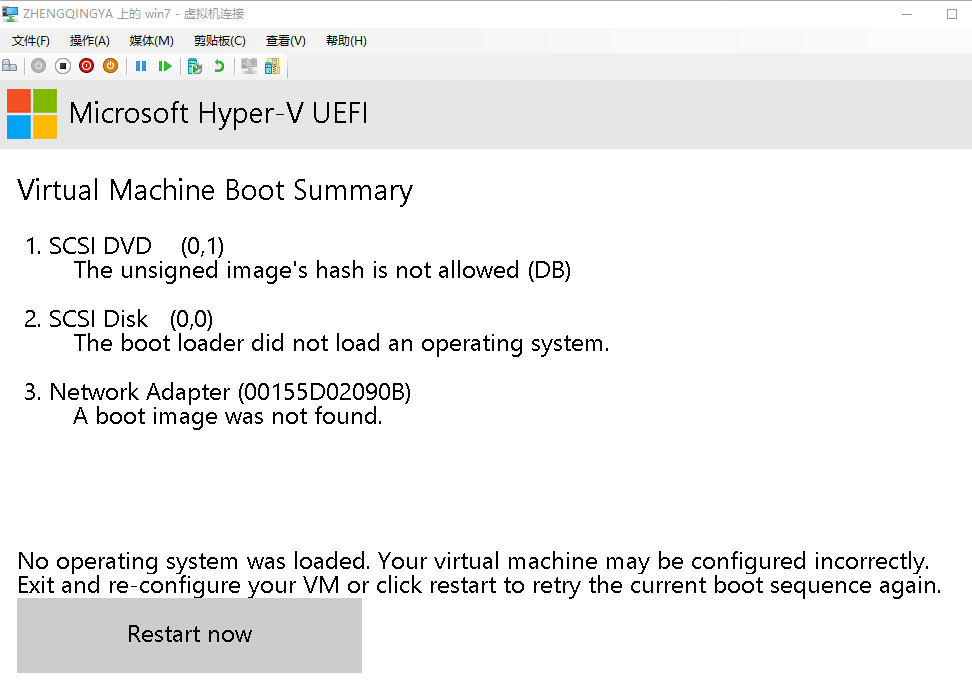 ZHENGQINGYA 上的 win7 - 虚拟机连接
文件(F) 操作(A) 媒体(M) 剪贴板(C) 查看(V) 帮助(H)
Microsoft Hyper-V UEFI
Virtual Machine Boot Summary
1. SCSI DVD (0,1)
The unsigned image's hash is not allowed (DB)
2. SCSI Disk (0,0)
The boot loader did not load an operating system.
3. Network Adapter (00155D02090B)
A boot image was not found.
No operating system was loaded. Your virtual machine may be configured incorrectly.
Exit and re-configure your VM or click restart to retry the current boot sequence again.
Restart now